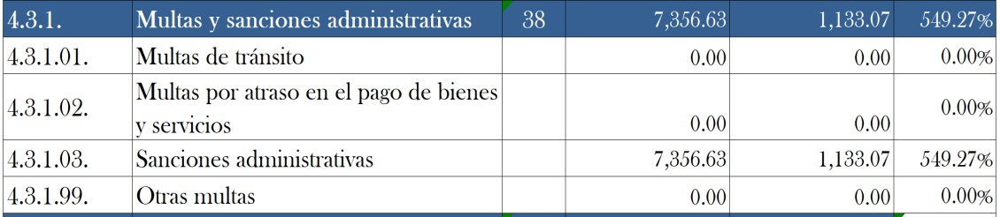 4.3.1. Multas y sanciones administrativas 38 7,356.63 1,133.07 549.27%
4.3.1.01. Multas de tránsito 0.00 0.00 0.00%
4.3.1.02. Multas por atraso en el pago de bienes
y servicios 0.00 0.00 0.00%
4.3.1.03. Sanciones administrativas 7,356.63 1,133.07 549.27%
4.3.1.99. Otras multas 0.00 0.00 0.00%